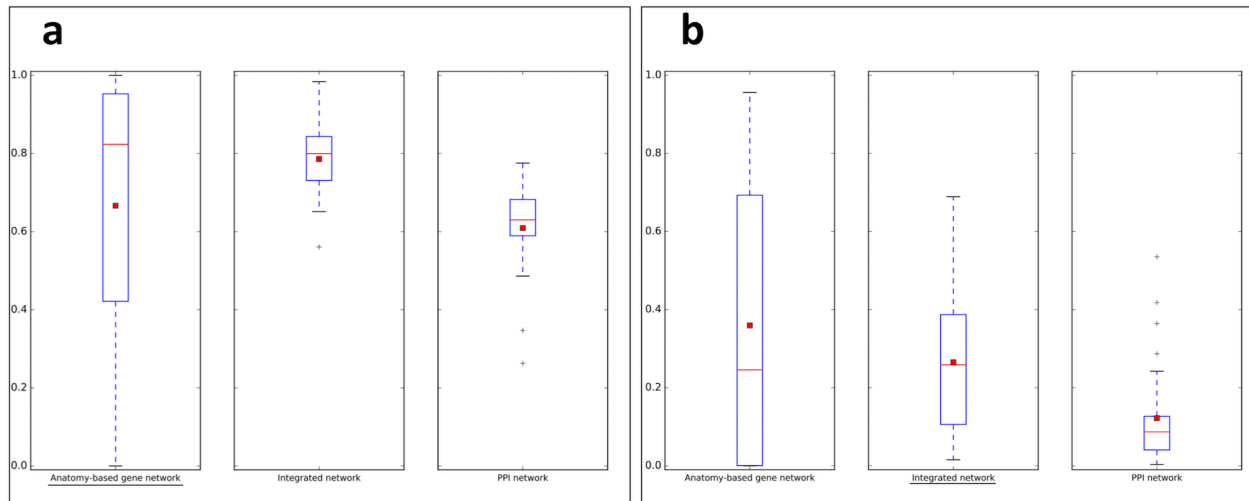 a
1.0
0.8
0.6
0.4
0.2
0.0
Anatomy-based gene network
Integrated network
PPI network
b
1.0
0.8
0.6
0.4
0.2
0.0
Anatomy-based gene network
Integrated network
PPI network